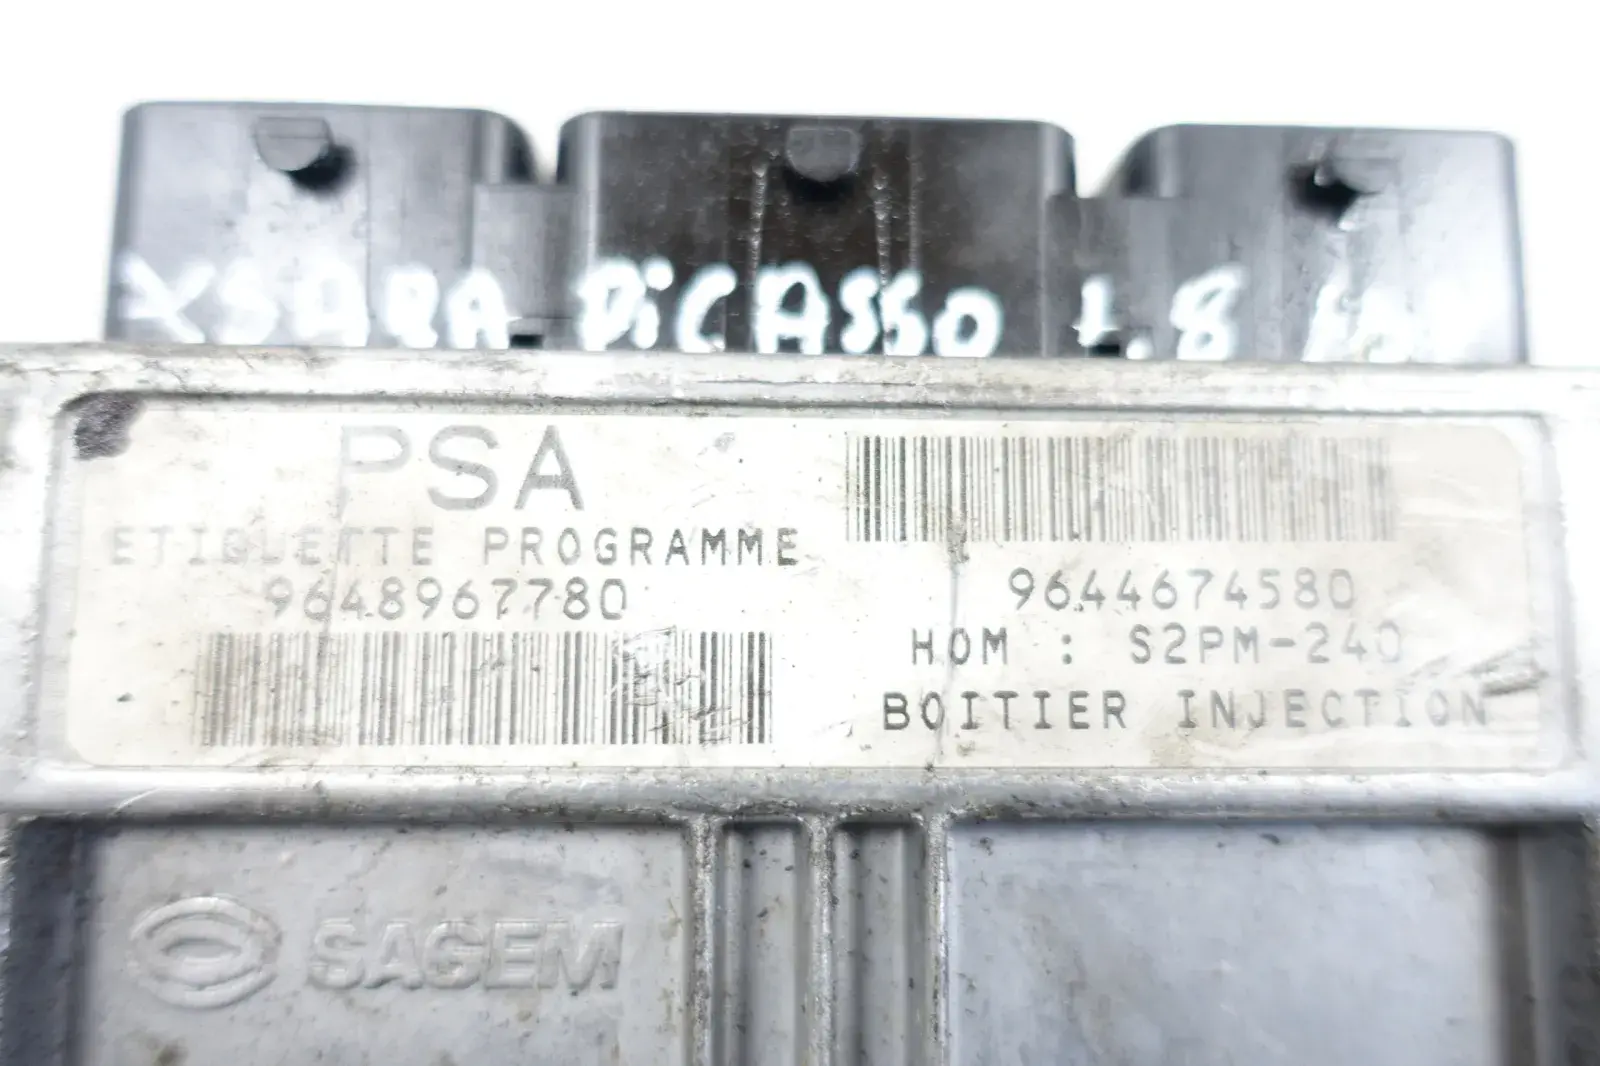 XSARA PiCASSO 1.8
PSA
ETIQUETTE PROGRAMME
9648967780
9644674580
HOM : S2PM-240
BOITIER INJECTION
SAGEM